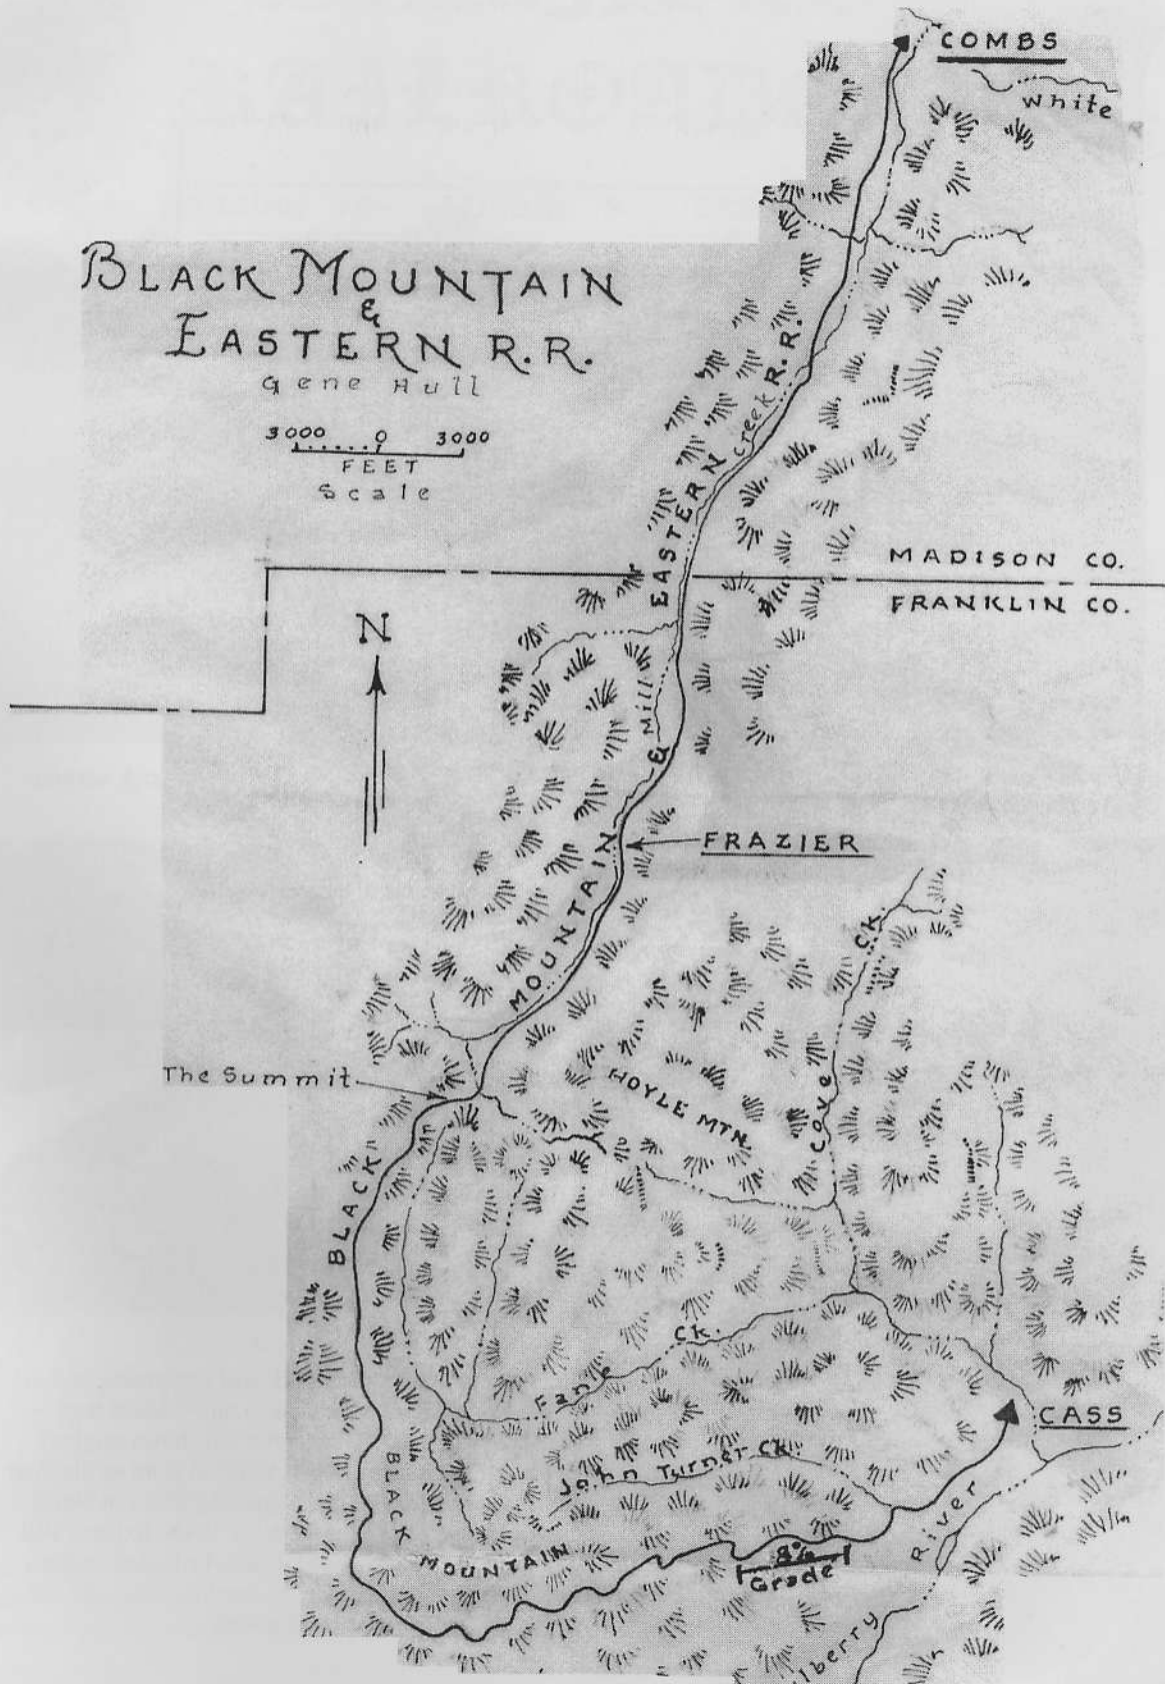 COMBS
White
BLACK MOUNTAIN
&
EASTERN R.R.
Gene Hull
3000 0 3000
FEET
Scale
BLACK MOUNTAIN & EASTERN R.R.
Mill Creek
MADISON CO.
FRANKLIN CO.
N
FRAZIER
The Summit
HOYLE MTN.
Cove Ck.
Fane Ck.
CASS
John Turner Ck.
BLACK MOUNTAIN
8%
Grade
lberry River